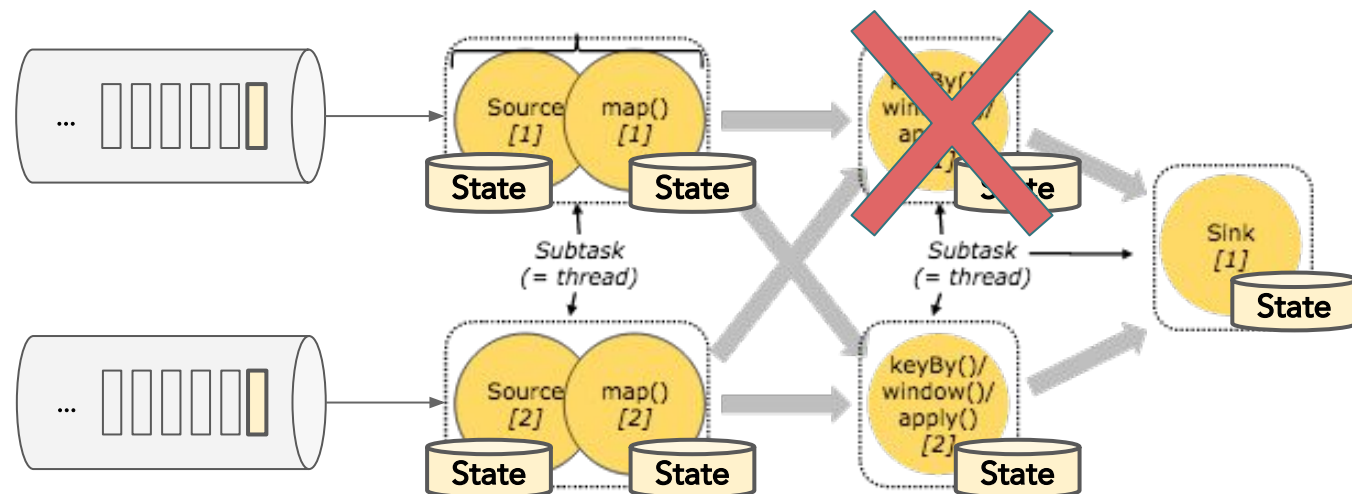 ...
Source
[1]
map()
[1]
State
State
State
Subtask
(= thread)
Subtask
(= thread)
Sink
[1]
State
...
Source
[2]
map()
[2]
keyBy()/
window()/
apply()
[2]
State
State
State